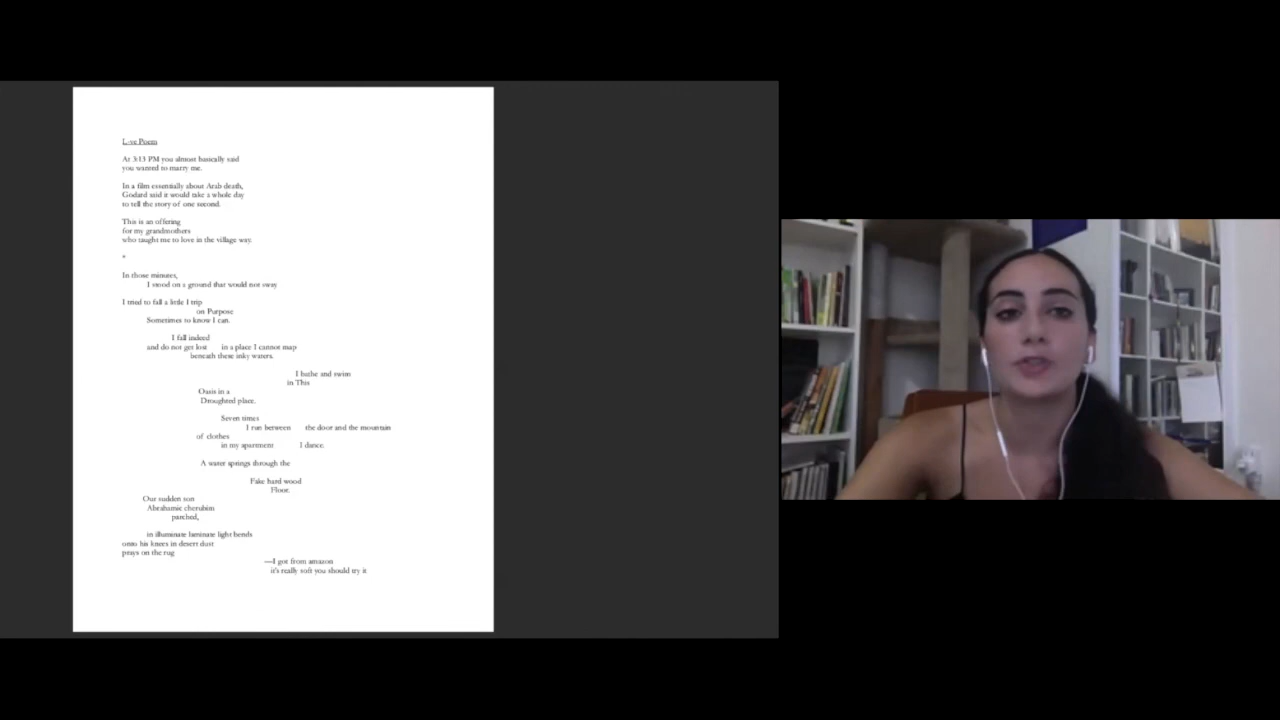 L-ve Poem
At 3:13 PM you almost basically said
you wanted to marry me.
In a film essentially about Arab death,
Godard said it would take a whole day
to tell the story of one second.
This is an offering
for my grandmothers
who taught me to love in the village way.
*
In those minutes,
I stood on a ground that would not sway
I tried to fall a little I trip
on Purpose
Sometimes to know I can.
I fall indeed
and do not get lost in a place I cannot map
beneath these inky waters.
I bathe and swim
in This
Oasis in a
Droughted place.
Seven times
I run between the door and the mountain
of clothes
in my apartment I dance.
A water springs through the
Fake hard wood
Floor.
Our sudden son
Abrahamic cherubim
parched,
in illuminate laminate light bends
onto his knees in desert dust
prays on the rug
—I got from amazon
it's really soft you should try it